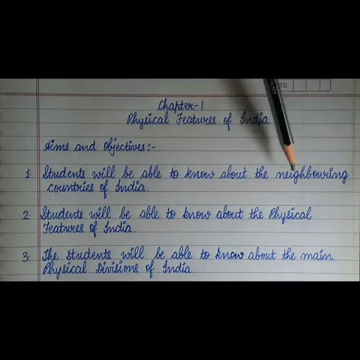 TE
Chapter-1
Physical Features of India
Aims and Objectives:-
1. Students will be able to know about the neighbouring
countries of India.
2. Students will be able to know about the Physical
Features of India.
3. The students will be able to know about the main
Physical Divisions of India.